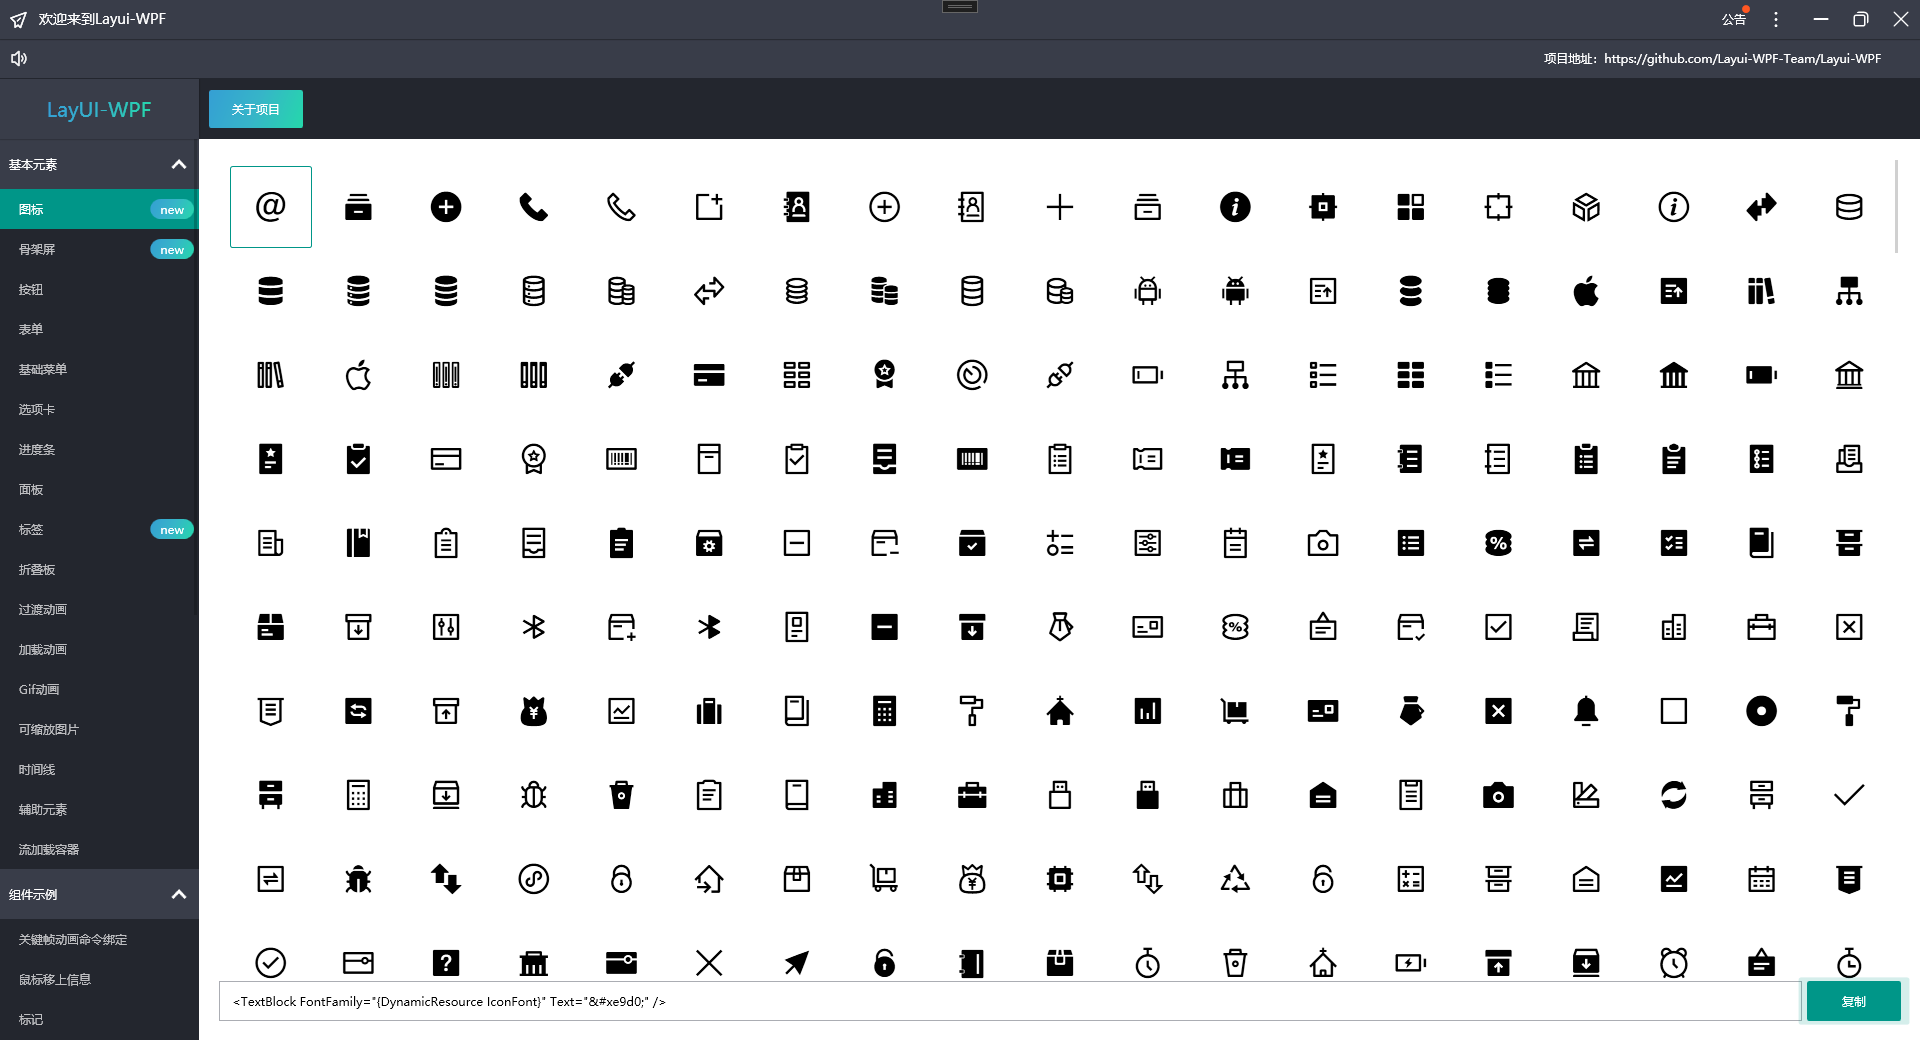 欢迎来到Layui-WPF
公告
项目地址：https://github.com/Layui-WPF-Team/Layui-WPF
LayUI-WPF
关于项目
基本元素
图标 new
骨架屏 new
按钮
表单
基础菜单
选项卡
进度条
面板
标签 new
折叠板
过渡动画
加载动画
Gif动画
可缩放图片
时间线
辅助元素
流加载容器
组件示例
关键帧动画命令绑定
鼠标移上信息
标记
<TextBlock FontFamily="{DynamicResource IconFont}" Text="&#xe9d0;" />
复制